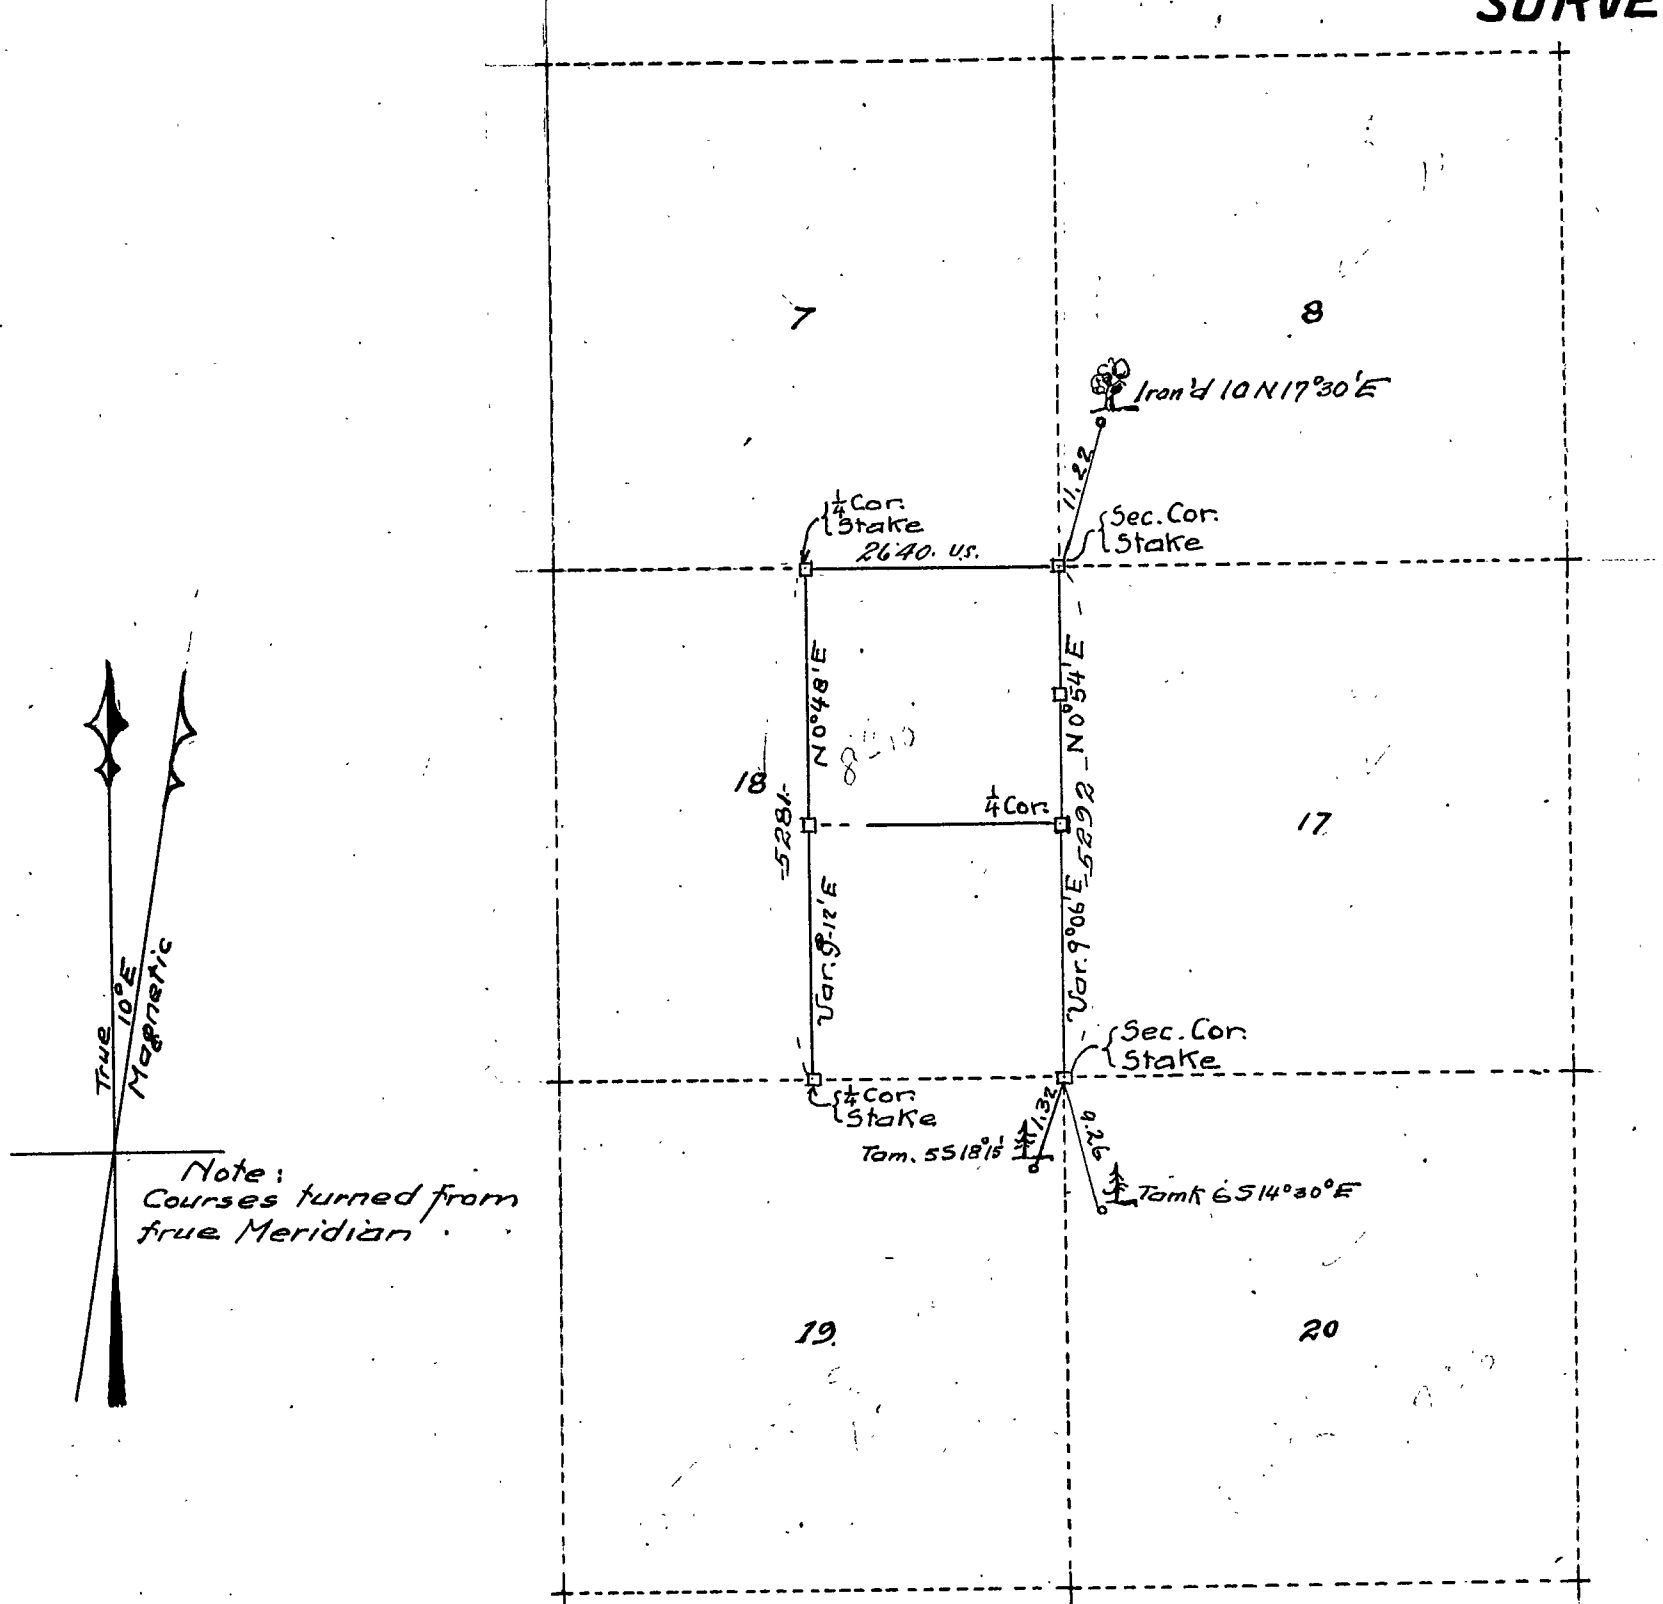 SURVE
7
8
Iron'd 10 N17°30'E
11.22
1/4 Cor.
Stake
2640. U.S.
Sec. Cor.
Stake
N0°48'E
N0°54'E
18
-5281.-
1/4 Cor.
-5292-
17
Var. 9°-12'E
Var. 9°06'E
True
10°E
Magnetic
Sec. Cor.
Stake
1/4 Cor.
Stake
Tam. 5 S18°15'
Tamk 6 S14°30°E
Note:
Courses turned from
true Meridian
19.
20